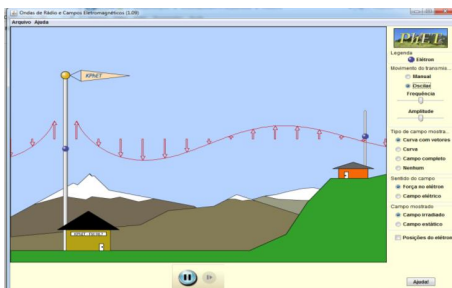 Ondas de Rádio e Campos Eletromagnéticos (1.09)
Arquivo Ajuda
KPhET
PhET
Legenda
Elétron
Movimento do transmis...
Manual
Oscilar
Frequência
Amplitude
Tipo de campo mostra...
Curva com vetores
Curva
Campo completo
Nenhum
Sentido do campo
Força no elétron
Campo elétrico
Campo mostrado
Campo irradiado
Campo estático
Posições do elétron
Ajuda!